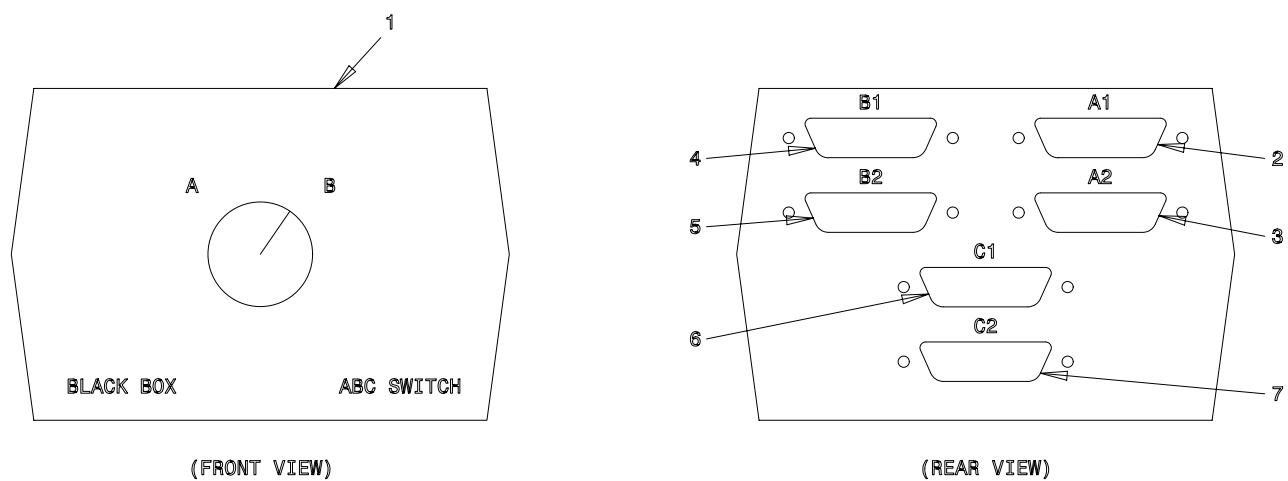 1
A B
BLACK BOX ABC SWITCH
(FRONT VIEW)
B1 A1
4 2
B2 A2
5 3
C1
6
C2
7
(REAR VIEW)